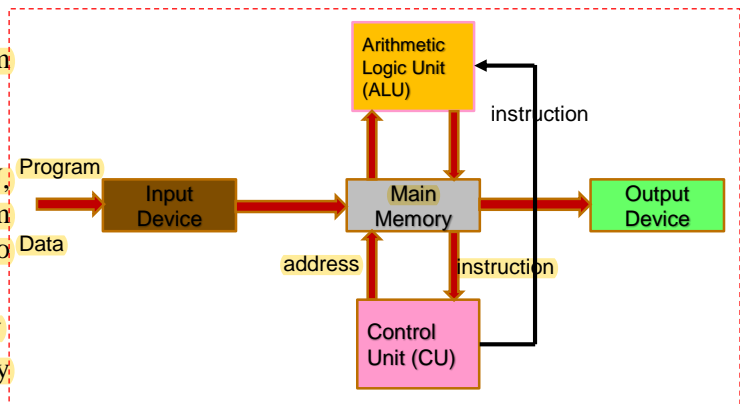 Arithmetic
Logic Unit
(ALU)
instruction
Program
Input
Device
Main
Memory
Output
Device
Data
address
instruction
Control
Unit (CU)